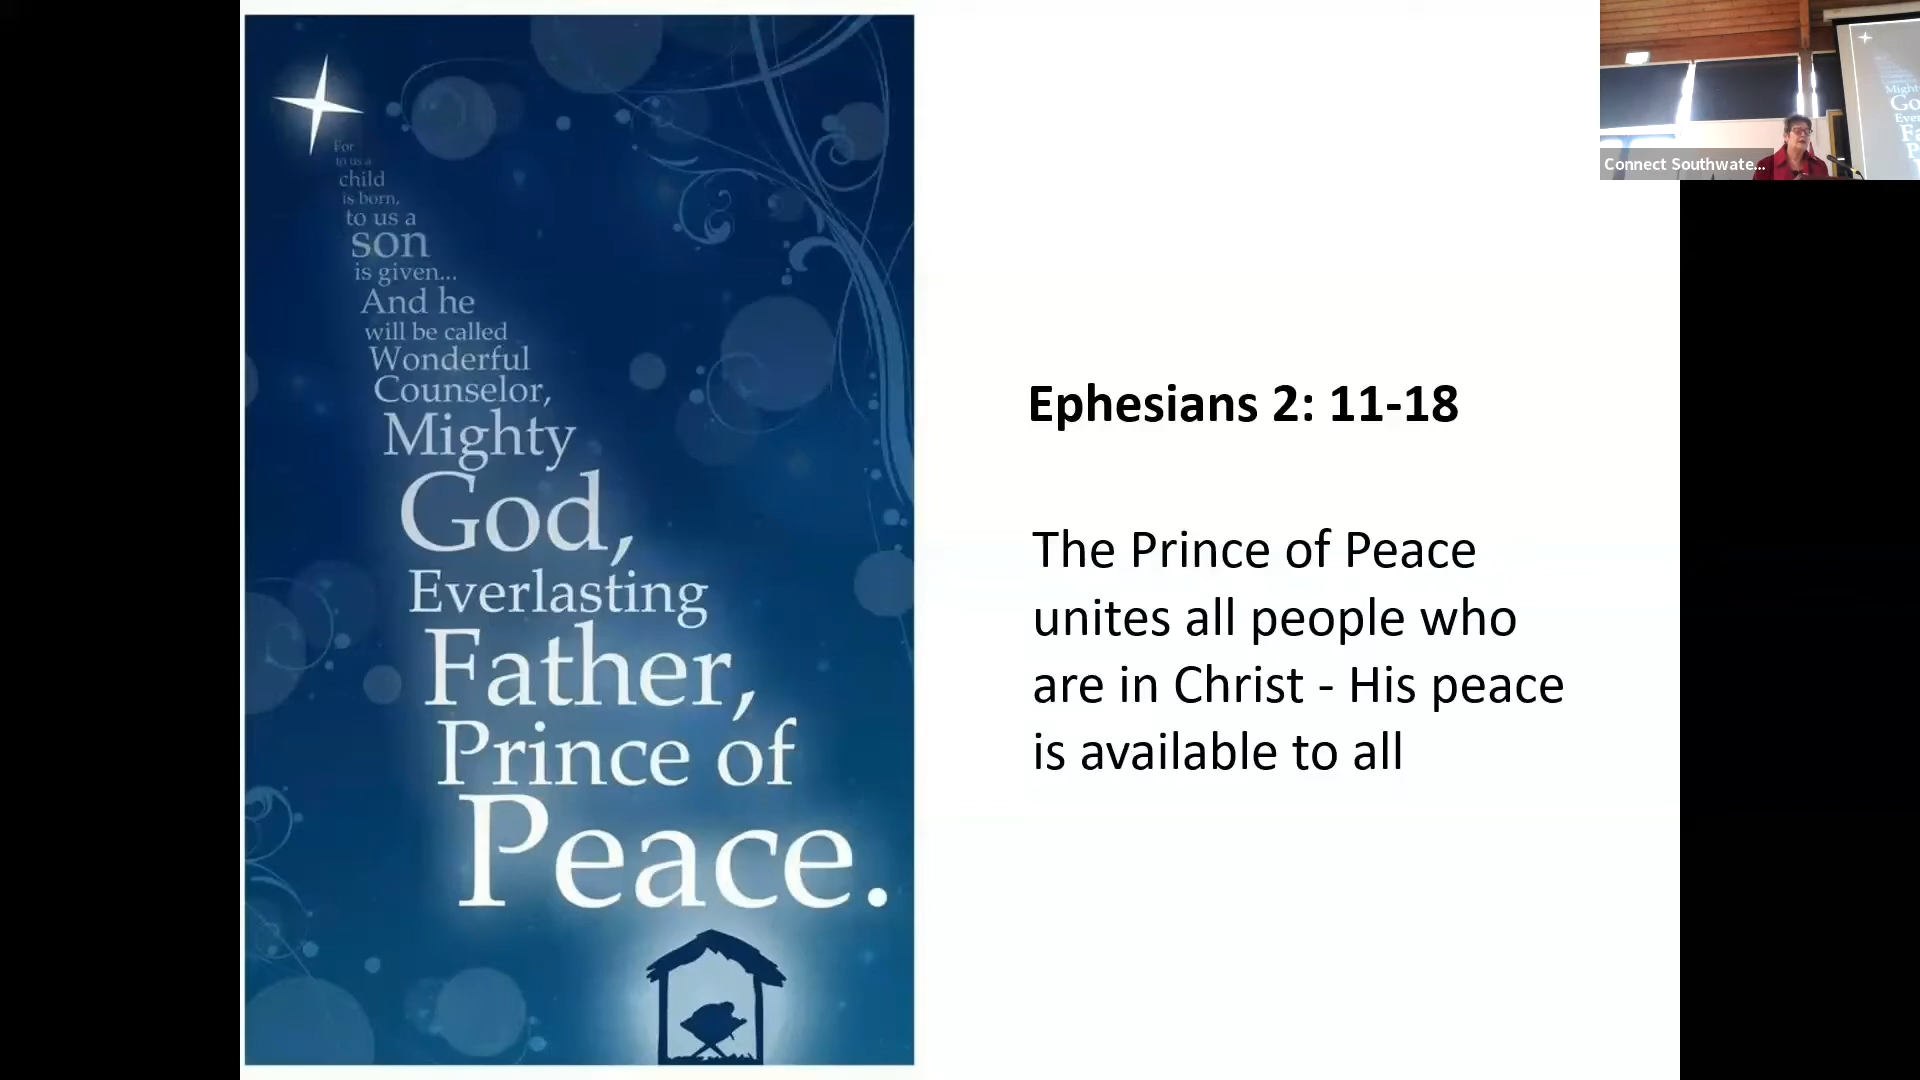 For
to us a
child
is born,
to us a
son
is given...
And he
will be called
Wonderful
Counselor,
Mighty
God,
Everlasting
Father,
Prince of
Peace.
Ephesians 2: 11-18
The Prince of Peace
unites all people who
are in Christ - His peace
is available to all
Connect Southwate...